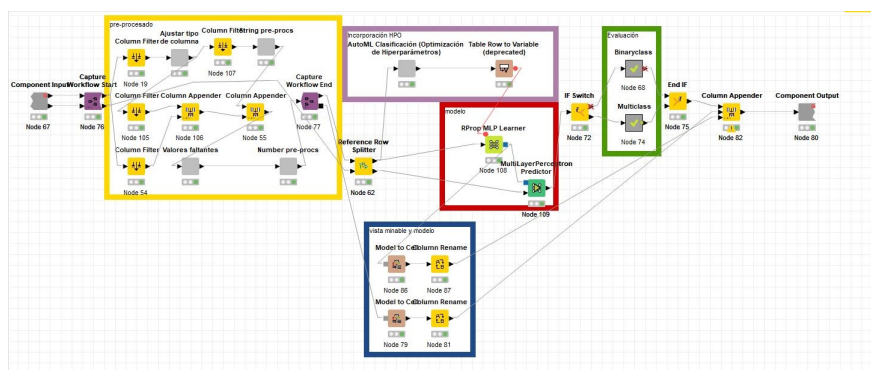 pre-procesado
Incorporación HPO
Evaluación
Ajustar tipo
de columna
Column Filter
Column Filter
String pre-procs
AutoML Clasificación (Optimización
de Hiperparámetros)
Table Row to Variable
(deprecated)
Binaryclass
Component Input
Capture
Workflow Start
Node 19
Node 107
Capture
Workflow End
IF Switch
Node 68
End IF
Column Appender
Component Output
Node 67
Node 76
Column Filter
Column Appender
Column Appender
modelo
RProp MLP Learner
Multiclass
Node 105
Node 106
Node 55
Node 77
Reference Row
Splitter
Node 72
Node 74
Node 75
Node 82
Node 80
Column Filter
Valores faltantes
Number pre-procs
Node 108
MultiLayerPerceptron
Predictor
Node 54
Node 62
Node 109
vista minable y modelo
Model to Cell
Column Rename
Node 86
Node 87
Model to Cell
Column Rename
Node 79
Node 81